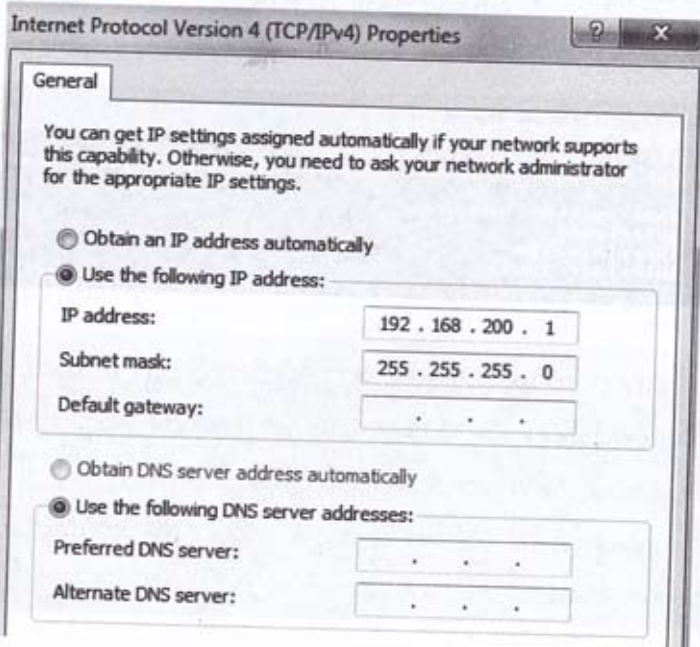 Internet Protocol Version 4 (TCP/IPv4) Properties
?
x
General
You can get IP settings assigned automatically if your network supports
this capability. Otherwise, you need to ask your network administrator
for the appropriate IP settings.
Obtain an IP address automatically
Use the following IP address:
IP address: 192 . 168 . 200 . 1
Subnet mask: 255 . 255 . 255 . 0
Default gateway: . . .
Obtain DNS server address automatically
Use the following DNS server addresses:
Preferred DNS server: . . .
Alternate DNS server: . . .